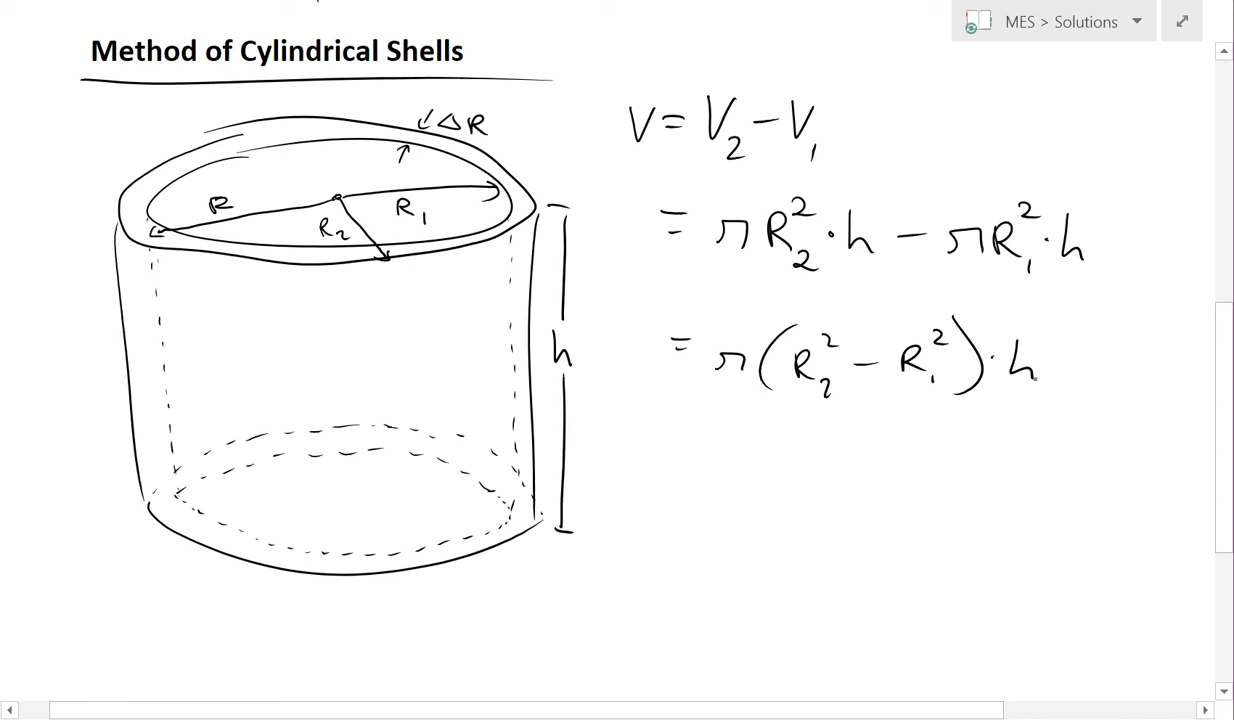 MES > Solutions
Method of Cylindrical Shells
ΔR
R
R₁
R₂
h
V = V₂ - V₁
= πR₂² · h - πR₁² · h
= π(R₂² - R₁²) · h